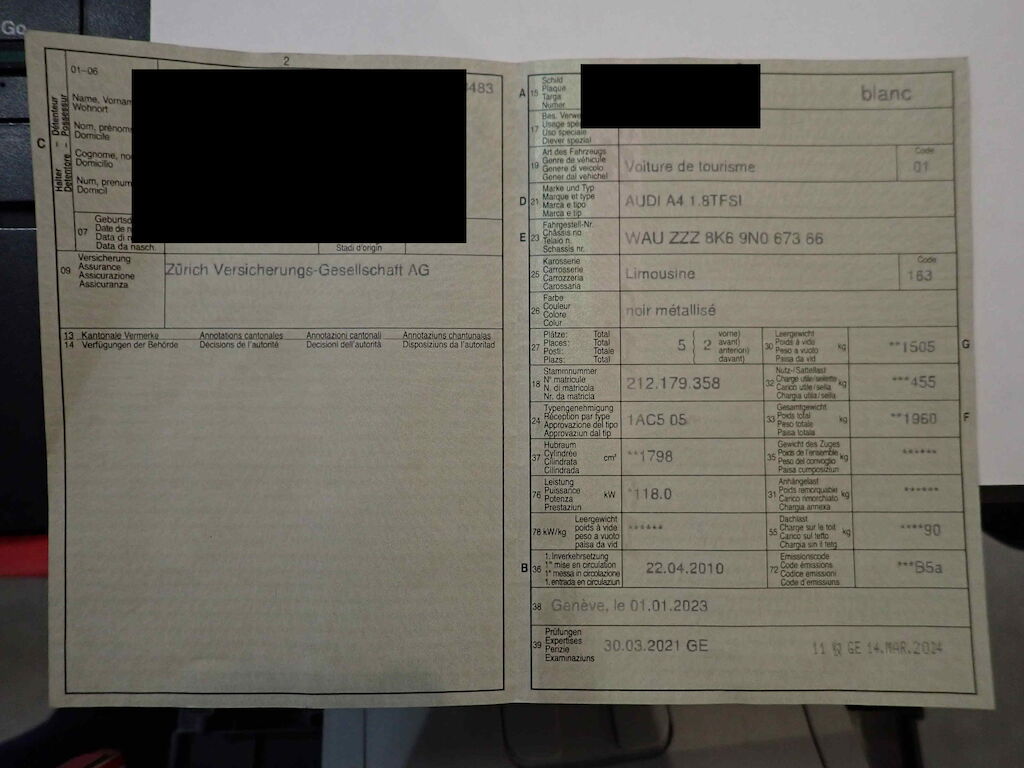 Go
2
01-06
483
Halter – Détenteur
Detentore – Possessur
C
Name, Vorna
Wohnort
Nom, prénom
Domicile
Cognome, no
Domicilio
Num, prenum
Domicil
07
Geburtsd
Date de n
Data di n
Data da nasch.
Stadi d'origin
09
Versicherung
Assurance
Assicurazione
Assicuranza
Zürich Versicherungs-Gesellschaft AG
13 Kantonale Vermerke Annotations cantonales Annotazioni cantonali Annotaziuns chantunalas
14 Verfügungen der Behörde Décisions de l'autorité Decisioni dell'autorità Disposiziuns da l'autoritad
A 15
Schild
Plaque
Targa
Numer
blanc
17
Bes. Verwe
Usage spé
Uso speciale
Diever spezial
19
Art des Fahrzeugs
Genre de véhicule
Genere di veicolo
Gener dal vehichel
Voiture de tourisme
Code
01
D 21
Marke und Typ
Marque et type
Marca e tipo
Marca e tip
AUDI A4 1.8TFSI
E 23
Fahrgestell-Nr.
Châssis no
Telaio n.
Schassis nr.
WAU ZZZ 8K6 9N0 673 66
25
Karosserie
Carrosserie
Carrozzeria
Carossaria
Limousine
Code
163
26
Farbe
Couleur
Colore
Colur
noir métallisé
27
Plätze: Total
Places: Total
Posti: Totale
Plazs: Total
5 ( 2
vorne)
avant)
anteriori)
davant)
30
Leergewicht
Poids à vide
Peso a vuoto
Paisa da vid
kg
**1505
G
18
Stammnummer
N° matricule
N. di matricola
Nr. da matricla
212.179.358
32
Nutz-/Sattellast
Charge utile/sellette
Carico utile/sella
Chargia utila/sella
kg
***455
24
Typengenehmigung
Réception par type
Approvazione del tipo
Approvaziun dal tip
1AC5 05
33
Gesamtgewicht
Poids total
Peso totale
Paisa totala
kg
**1960
F
37
Hubraum
Cylindrée
Cilindrata
Cilindrada
cm³
**1798
35
Gewicht des Zuges
Poids de l'ensemble
Peso del convoglio
Paisa cumposiziun
kg
******
76
Leistung
Puissance
Potenza
Prestaziun
kW
*118.0
31
Anhängelast
Poids remorquable
Carico rimorchiato
Chargia annexa
kg
******
78 kW/kg
Leergewicht
poids à vide
peso a vuoto
paisa da vid
******
55
Dachlast
Charge sur le toit
Carico sul tetto
Chargia sin il tetg
kg
****90
B 36
1. Inverkehrsetzung
1re mise en circulation
1a messa in circolazione
1. entrada en circulaziun
22.04.2010
72
Emissionscode
Code émissions
Codice emissioni
Code d'emissiuns
***B5a
38 Genève, le 01.01.2023
39
Prüfungen
Expertises
Perizie
Examinaziuns
30.03.2021 GE
11 GE 14.MAR.2024